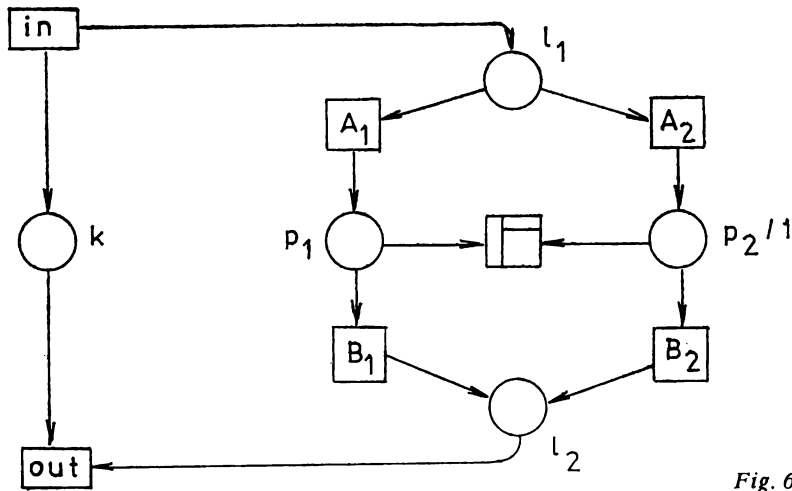 in
l₁
A₁
A₂
k
p₁
p₂/1
B₁
B₂
out
l₂
Fig. 6